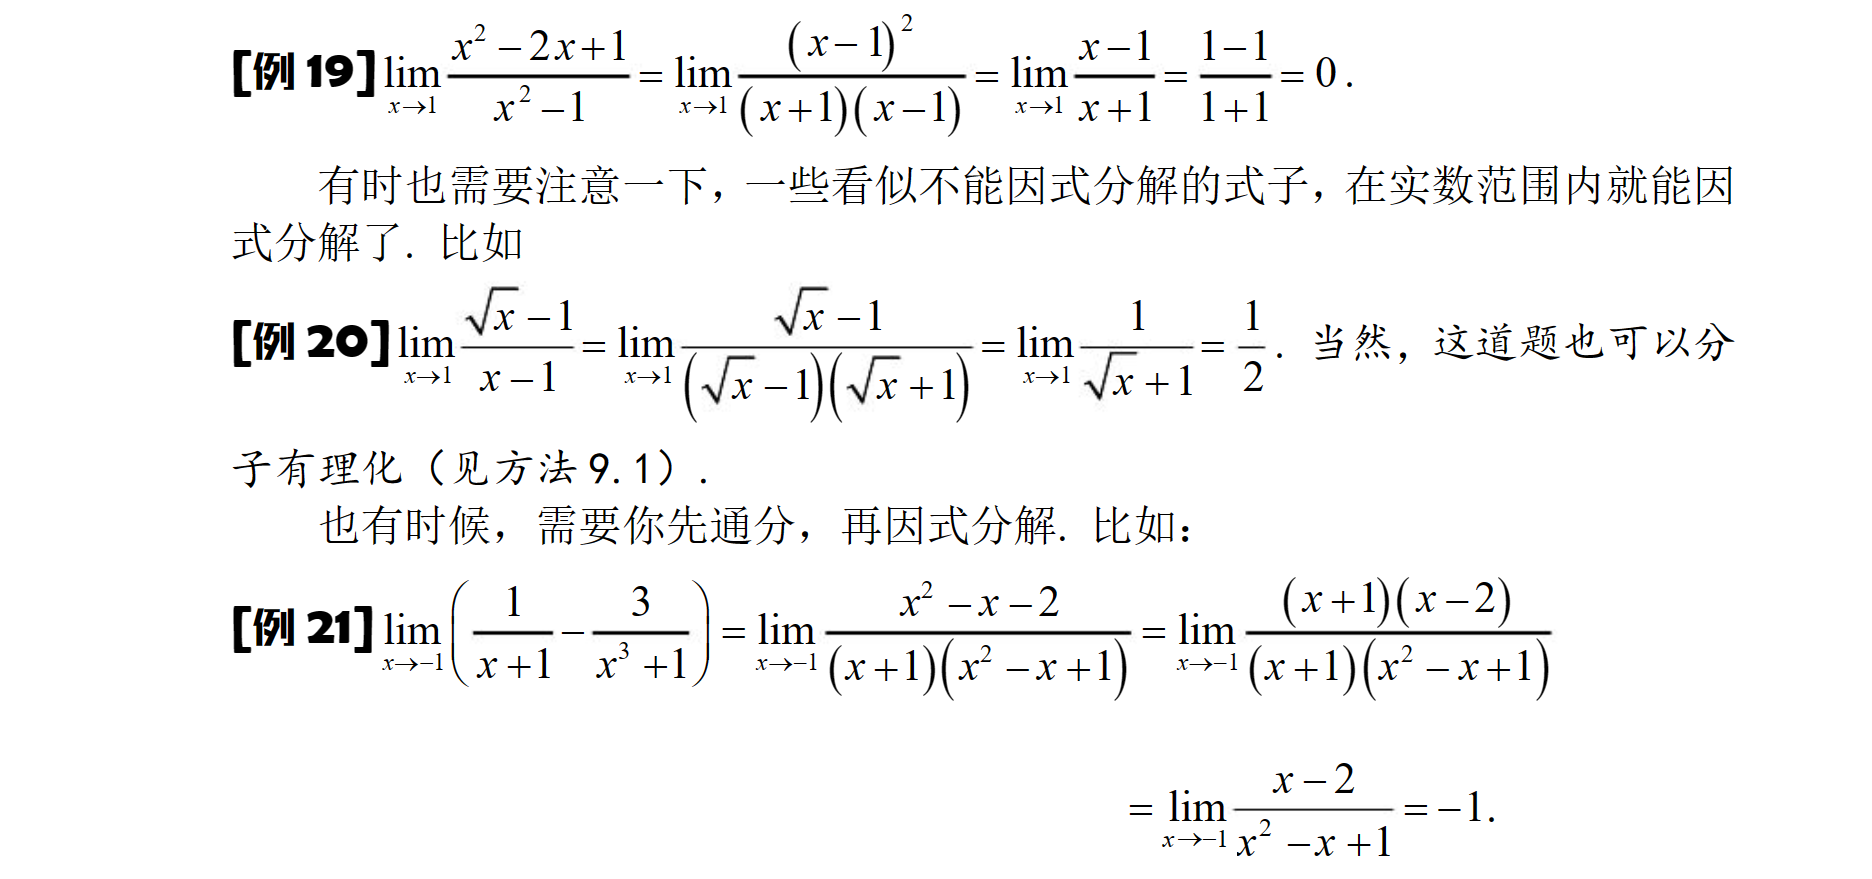 [例 19] lim_{x→1} (x²−2x+1)/(x²−1) = lim_{x→1} (x−1)²/((x+1)(x−1)) = lim_{x→1} (x−1)/(x+1) = (1−1)/(1+1) = 0 .
有时也需要注意一下，一些看似不能因式分解的式子，在实数范围内就能因
式分解了. 比如
[例 20] lim_{x→1} (√x−1)/(x−1) = lim_{x→1} (√x−1)/((√x−1)(√x+1)) = lim_{x→1} 1/(√x+1) = 1/2 . 当然，这道题也可以分
子有理化（见方法 9.1）.
也有时候，需要你先通分，再因式分解. 比如：
[例 21] lim_{x→−1} (1/(x+1) − 3/(x³+1)) = lim_{x→−1} (x²−x−2)/((x+1)(x²−x+1)) = lim_{x→−1} ((x+1)(x−2))/((x+1)(x²−x+1))
= lim_{x→−1} (x−2)/(x²−x+1) = −1.